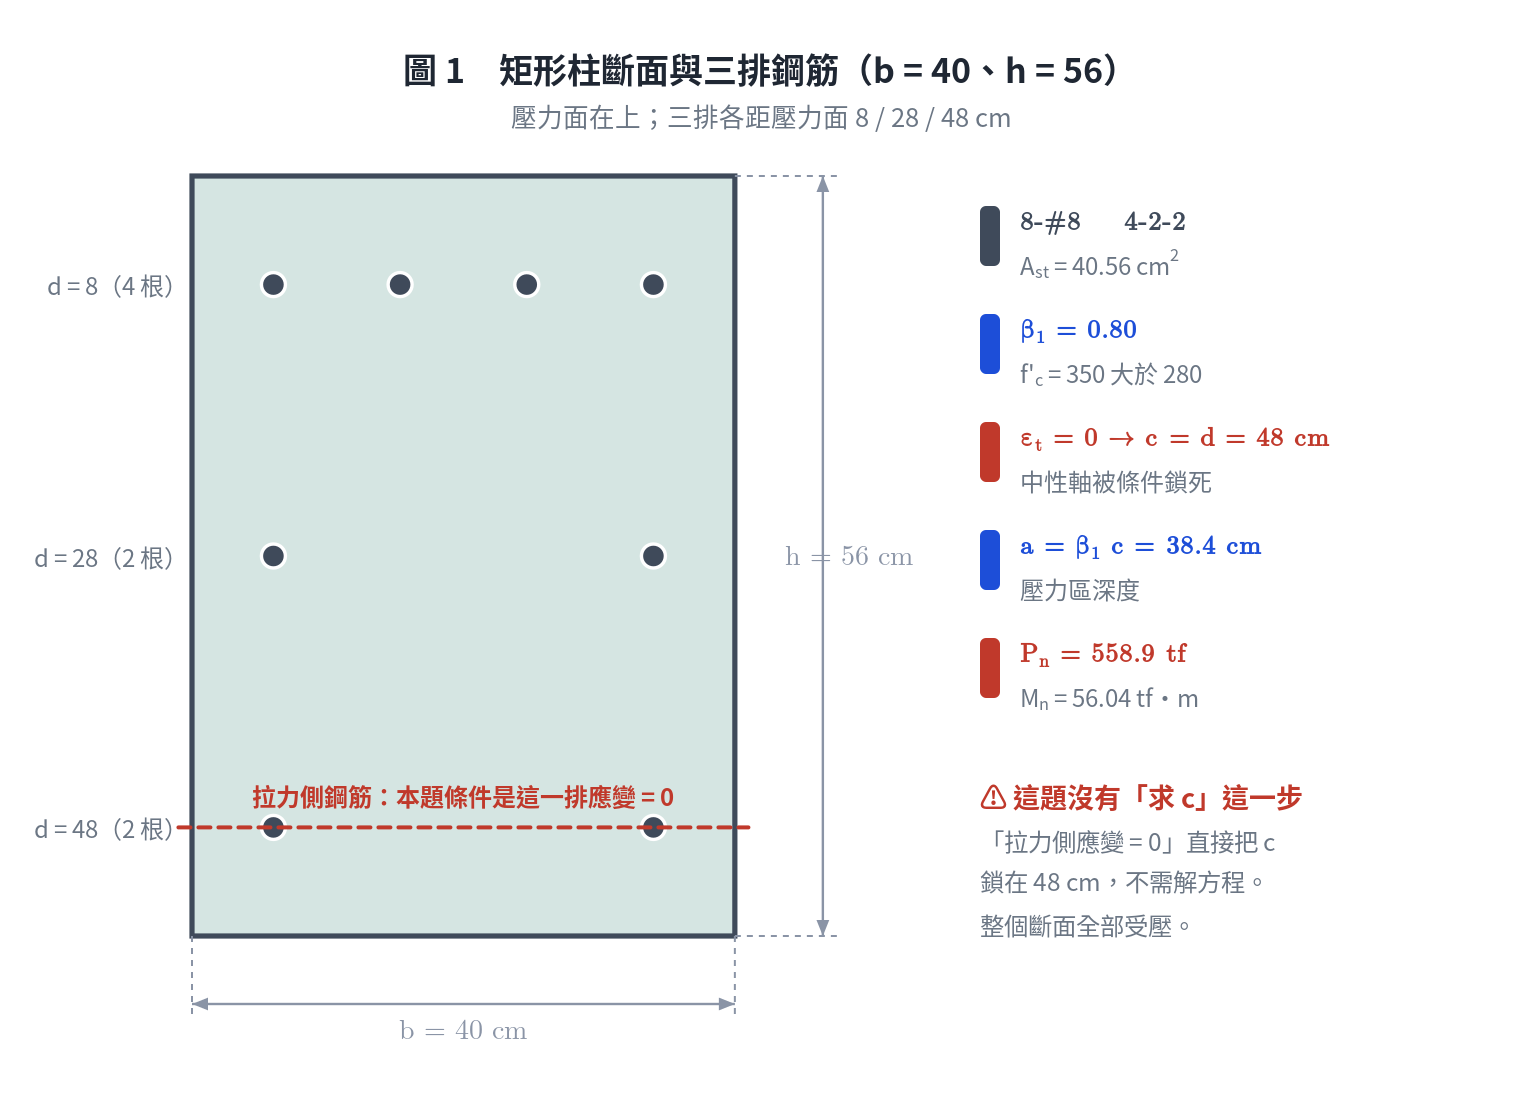 圖 1　矩形柱斷面與三排鋼筋（b = 40、h = 56）
壓力面在上；三排各距壓力面 8 / 28 / 48 cm
d = 8（4 根）
d = 28（2 根）
d = 48（2 根）
拉力側鋼筋：本題條件是這一排應變 = 0
h = 56 cm
b = 40 cm
8-#8　4-2-2
Ast = 40.56 cm²
β₁ = 0.80
f'c = 350 大於 280
εt = 0 → c = d = 48 cm
中性軸被條件鎖死
a = β₁ c = 38.4 cm
壓力區深度
Pn = 558.9 tf
Mn = 56.04 tf・m
⚠ 這題沒有「求 c」這一步
「拉力側應變 = 0」直接把 c
鎖在 48 cm，不需解方程。
整個斷面全部受壓。